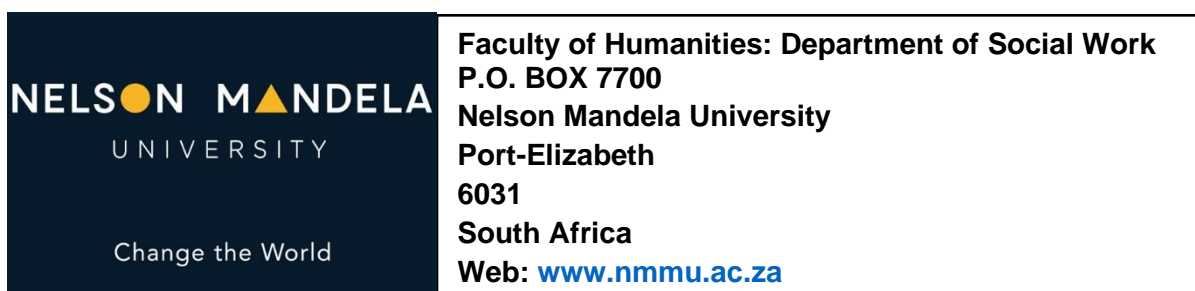 NELSON MANDELA
UNIVERSITY
Change the World
Faculty of Humanities: Department of Social Work
P.O. BOX 7700
Nelson Mandela University
Port-Elizabeth
6031
South Africa
Web: www.nmmu.ac.za